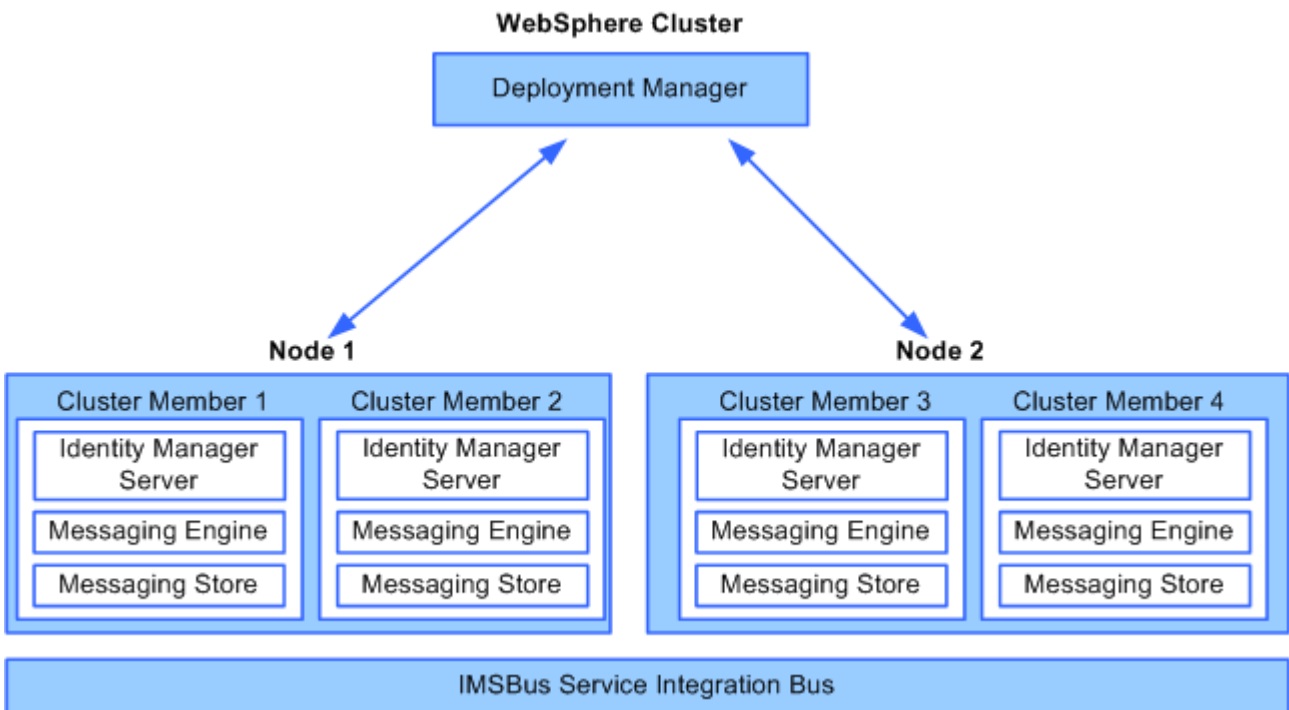 WebSphere Cluster
Deployment Manager
Node 1
Node 2
Cluster Member 1
Cluster Member 2
Cluster Member 3
Cluster Member 4
Identity Manager
Server
Identity Manager
Server
Identity Manager
Server
Identity Manager
Server
Messaging Engine
Messaging Engine
Messaging Engine
Messaging Engine
Messaging Store
Messaging Store
Messaging Store
Messaging Store
IMSBus Service Integration Bus